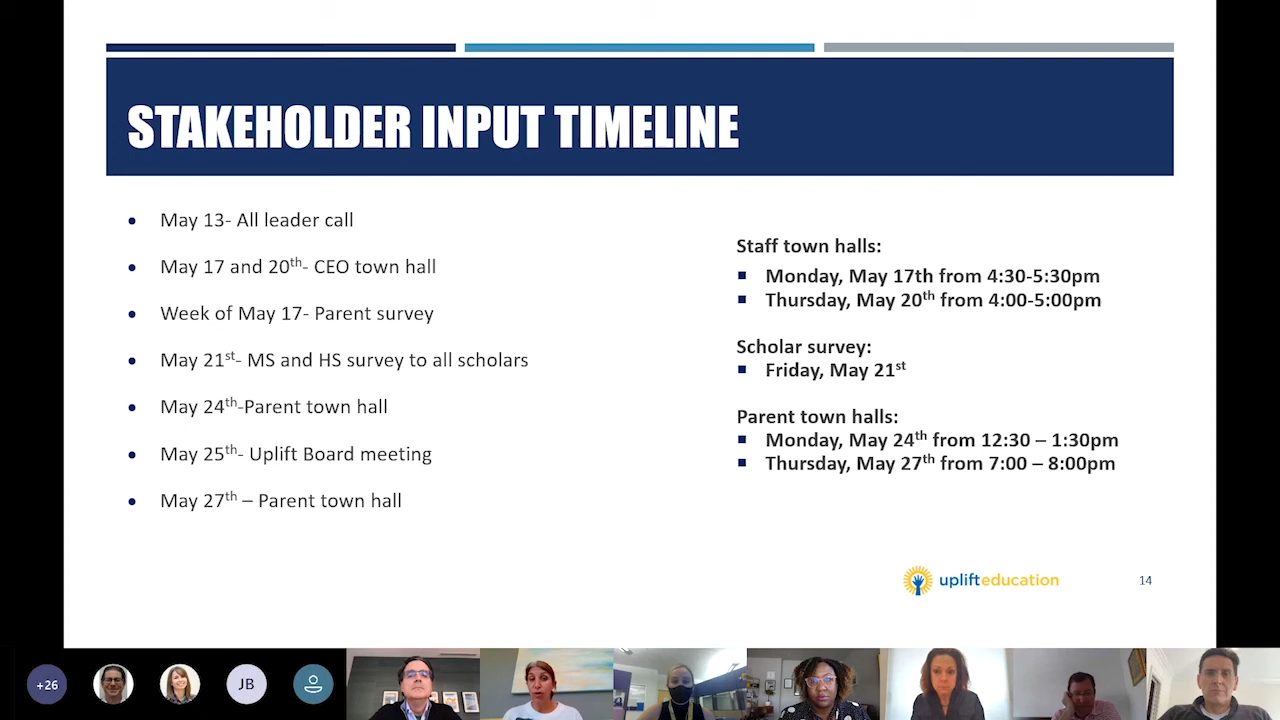 STAKEHOLDER INPUT TIMELINE
May 13- All leader call
May 17 and 20th- CEO town hall
Week of May 17- Parent survey
May 21st- MS and HS survey to all scholars
May 24th-Parent town hall
May 25th- Uplift Board meeting
May 27th – Parent town hall
Staff town halls:
Monday, May 17th from 4:30-5:30pm
Thursday, May 20th from 4:00-5:00pm
Scholar survey:
Friday, May 21st
Parent town halls:
Monday, May 24th from 12:30 – 1:30pm
Thursday, May 27th from 7:00 – 8:00pm
uplifteducation
14
+26
JB